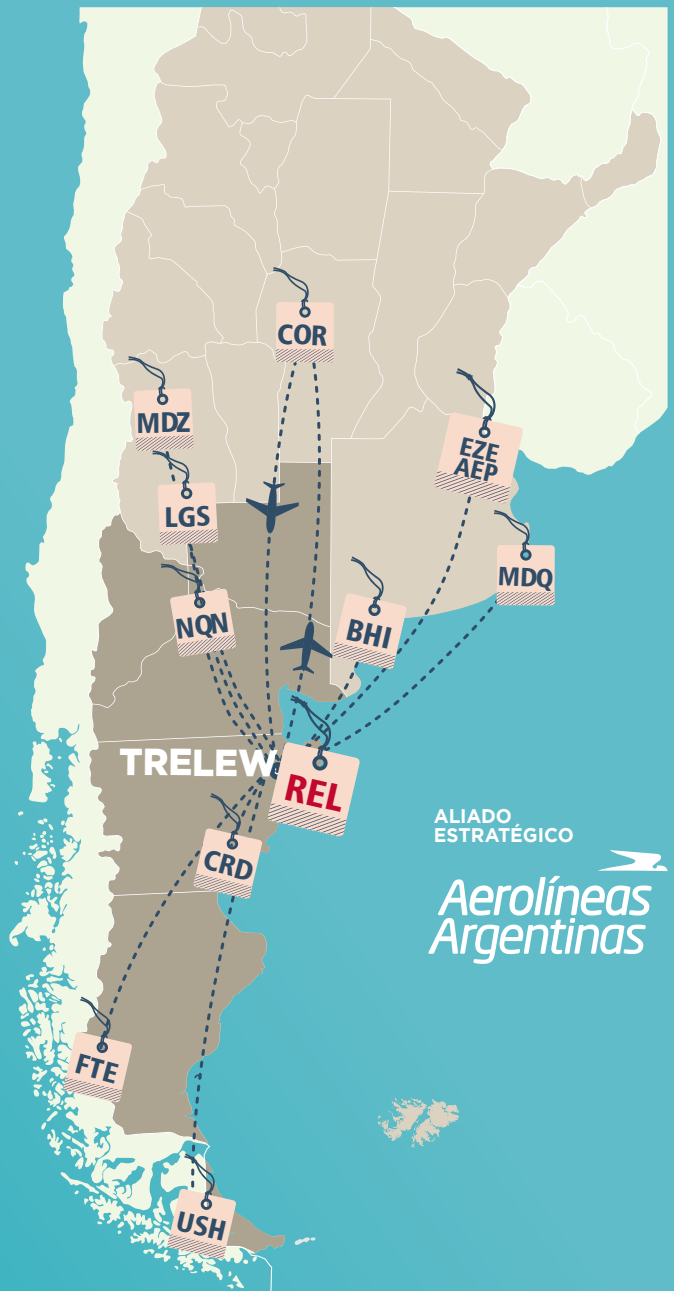 COR
MDZ
EZE
AEP
LGS
MDQ
NQN
BHI
TRELEW
REL
ALIADO
ESTRATÉGICO
CRD
Aerolíneas
Argentinas
FTE
USH